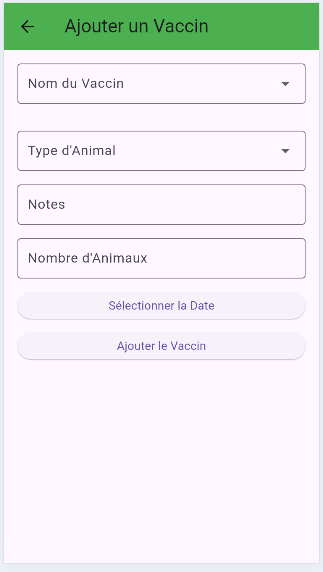 Ajouter un Vaccin
Nom du Vaccin
Type d'Animal
Notes
Nombre d'Animaux
Sélectionner la Date
Ajouter le Vaccin